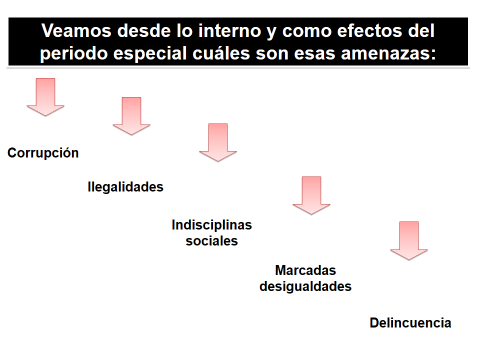 Veamos desde lo interno y como efectos del
periodo especial cuáles son esas amenazas:
Corrupción
Ilegalidades
Indisciplinas
sociales
Marcadas
desigualdades
Delincuencia